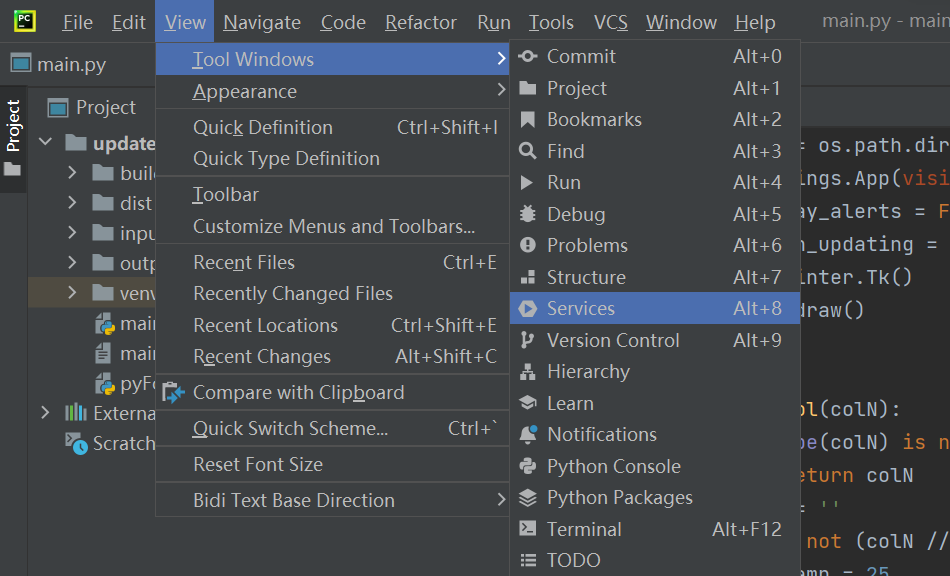 PC File Edit View Navigate Code Refactor Run Tools VCS Window Help main.py - main
main.py
Project
Project
update
buil
dist
inpu
outp
venv
main
main
pyFo
Externa
Scratch
Tool Windows
Appearance
Quick Definition Ctrl+Shift+I
Quick Type Definition
Toolbar
Customize Menus and Toolbars...
Recent Files Ctrl+E
Recently Changed Files
Recent Locations Ctrl+Shift+E
Recent Changes Alt+Shift+C
Compare with Clipboard
Quick Switch Scheme... Ctrl+`
Reset Font Size
Bidi Text Base Direction
Commit Alt+0
Project Alt+1
Bookmarks Alt+2
Find Alt+3
Run Alt+4
Debug Alt+5
Problems Alt+6
Structure Alt+7
Services Alt+8
Version Control Alt+9
Hierarchy
Learn
Notifications
Python Console
Python Packages
Terminal Alt+F12
TODO
= os.path.dir
ings.App(visi
ay_alerts = F
n_updating =
inter.Tk()
draw()
ol(colN):
pe(colN) is n
eturn colN
= ''
not (colN //
amp = 25